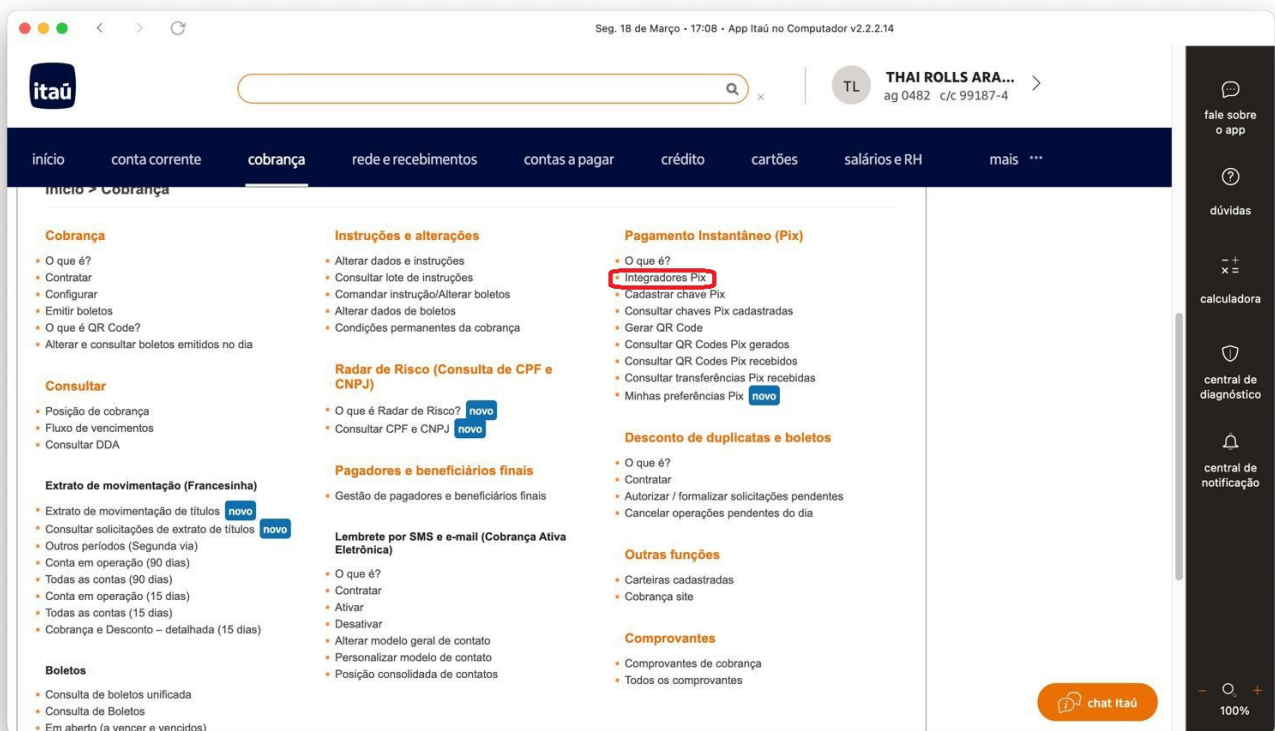 Seg. 18 de Março • 17:08 • App Itaú no Computador v2.2.2.14
itaú
TL
THAI ROLLS ARA...
ag 0482 c/c 99187-4
início
conta corrente
cobrança
rede e recebimentos
contas a pagar
crédito
cartões
salários e RH
mais ···
Início > Cobrança
Cobrança
O que é?
Contratar
Configurar
Emitir boletos
O que é QR Code?
Alterar e consultar boletos emitidos no dia
Consultar
Posição de cobrança
Fluxo de vencimentos
Consultar DDA
Extrato de movimentação (Francesinha)
Extrato de movimentação de títulos novo
Consultar solicitações de extrato de títulos novo
Outros períodos (Segunda via)
Conta em operação (90 dias)
Todas as contas (90 dias)
Conta em operação (15 dias)
Todas as contas (15 dias)
Cobrança e Desconto – detalhada (15 dias)
Boletos
Consulta de boletos unificada
Consulta de Boletos
Em aberto (a vencer e vencidos)
Instruções e alterações
Alterar dados e instruções
Consultar lote de instruções
Comandar instrução/Alterar boletos
Alterar dados de boletos
Condições permanentes da cobrança
Radar de Risco (Consulta de CPF e
CNPJ)
O que é Radar de Risco? novo
Consultar CPF e CNPJ novo
Pagadores e beneficiários finais
Gestão de pagadores e beneficiários finais
Lembrete por SMS e e-mail (Cobrança Ativa
Eletrônica)
O que é?
Contratar
Ativar
Desativar
Alterar modelo geral de contato
Personalizar modelo de contato
Posição consolidada de contatos
Pagamento Instantâneo (Pix)
O que é?
Integradores Pix
Cadastrar chave Pix
Consultar chaves Pix cadastradas
Gerar QR Code
Consultar QR Codes Pix gerados
Consultar QR Codes Pix recebidos
Consultar transferências Pix recebidas
Minhas preferências Pix novo
Desconto de duplicatas e boletos
O que é?
Contratar
Autorizar / formalizar solicitações pendentes
Cancelar operações pendentes do dia
Outras funções
Carteiras cadastradas
Cobrança site
Comprovantes
Comprovantes de cobrança
Todos os comprovantes
chat Itaú
fale sobre
o app
dúvidas
calculadora
central de
diagnóstico
central de
notificação
100%